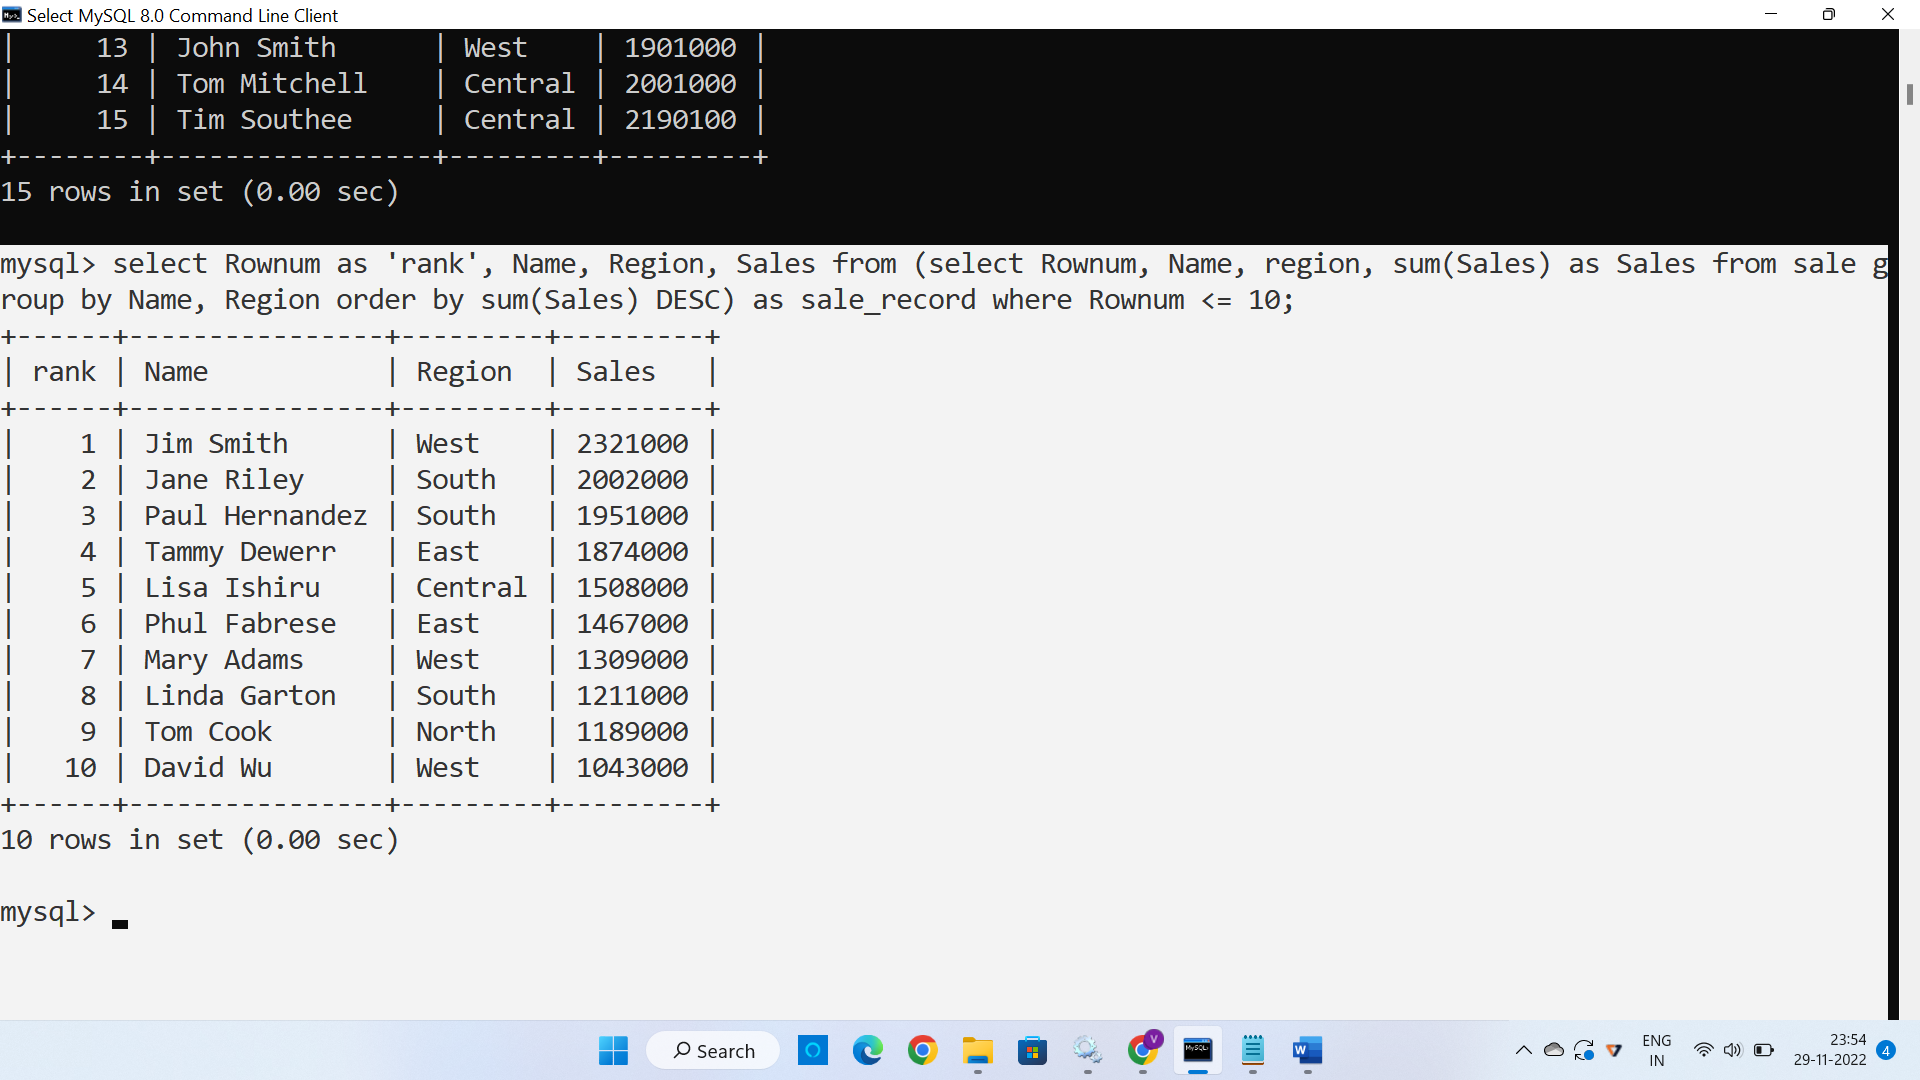 Select MySQL 8.0 Command Line Client
|     13 | John Smith      | West    | 1901000 |
|     14 | Tom Mitchell    | Central | 2001000 |
|     15 | Tim Southee     | Central | 2190100 |
+--------+-----------------+---------+---------+
15 rows in set (0.00 sec)
mysql> select Rownum as 'rank', Name, Region, Sales from (select Rownum, Name, region, sum(Sales) as Sales from sale g
roup by Name, Region order by sum(Sales) DESC) as sale_record where Rownum <= 10;
+------+----------------+---------+---------+
| rank | Name           | Region  | Sales   |
+------+----------------+---------+---------+
|    1 | Jim Smith      | West    | 2321000 |
|    2 | Jane Riley     | South   | 2002000 |
|    3 | Paul Hernandez | South   | 1951000 |
|    4 | Tammy Dewerr   | East    | 1874000 |
|    5 | Lisa Ishiru    | Central | 1508000 |
|    6 | Phul Fabrese   | East    | 1467000 |
|    7 | Mary Adams     | West    | 1309000 |
|    8 | Linda Garton   | South   | 1211000 |
|    9 | Tom Cook       | North   | 1189000 |
|   10 | David Wu       | West    | 1043000 |
+------+----------------+---------+---------+
10 rows in set (0.00 sec)
mysql>
Search
V
MySQL
W
ENG
IN
23:54
29-11-2022
4